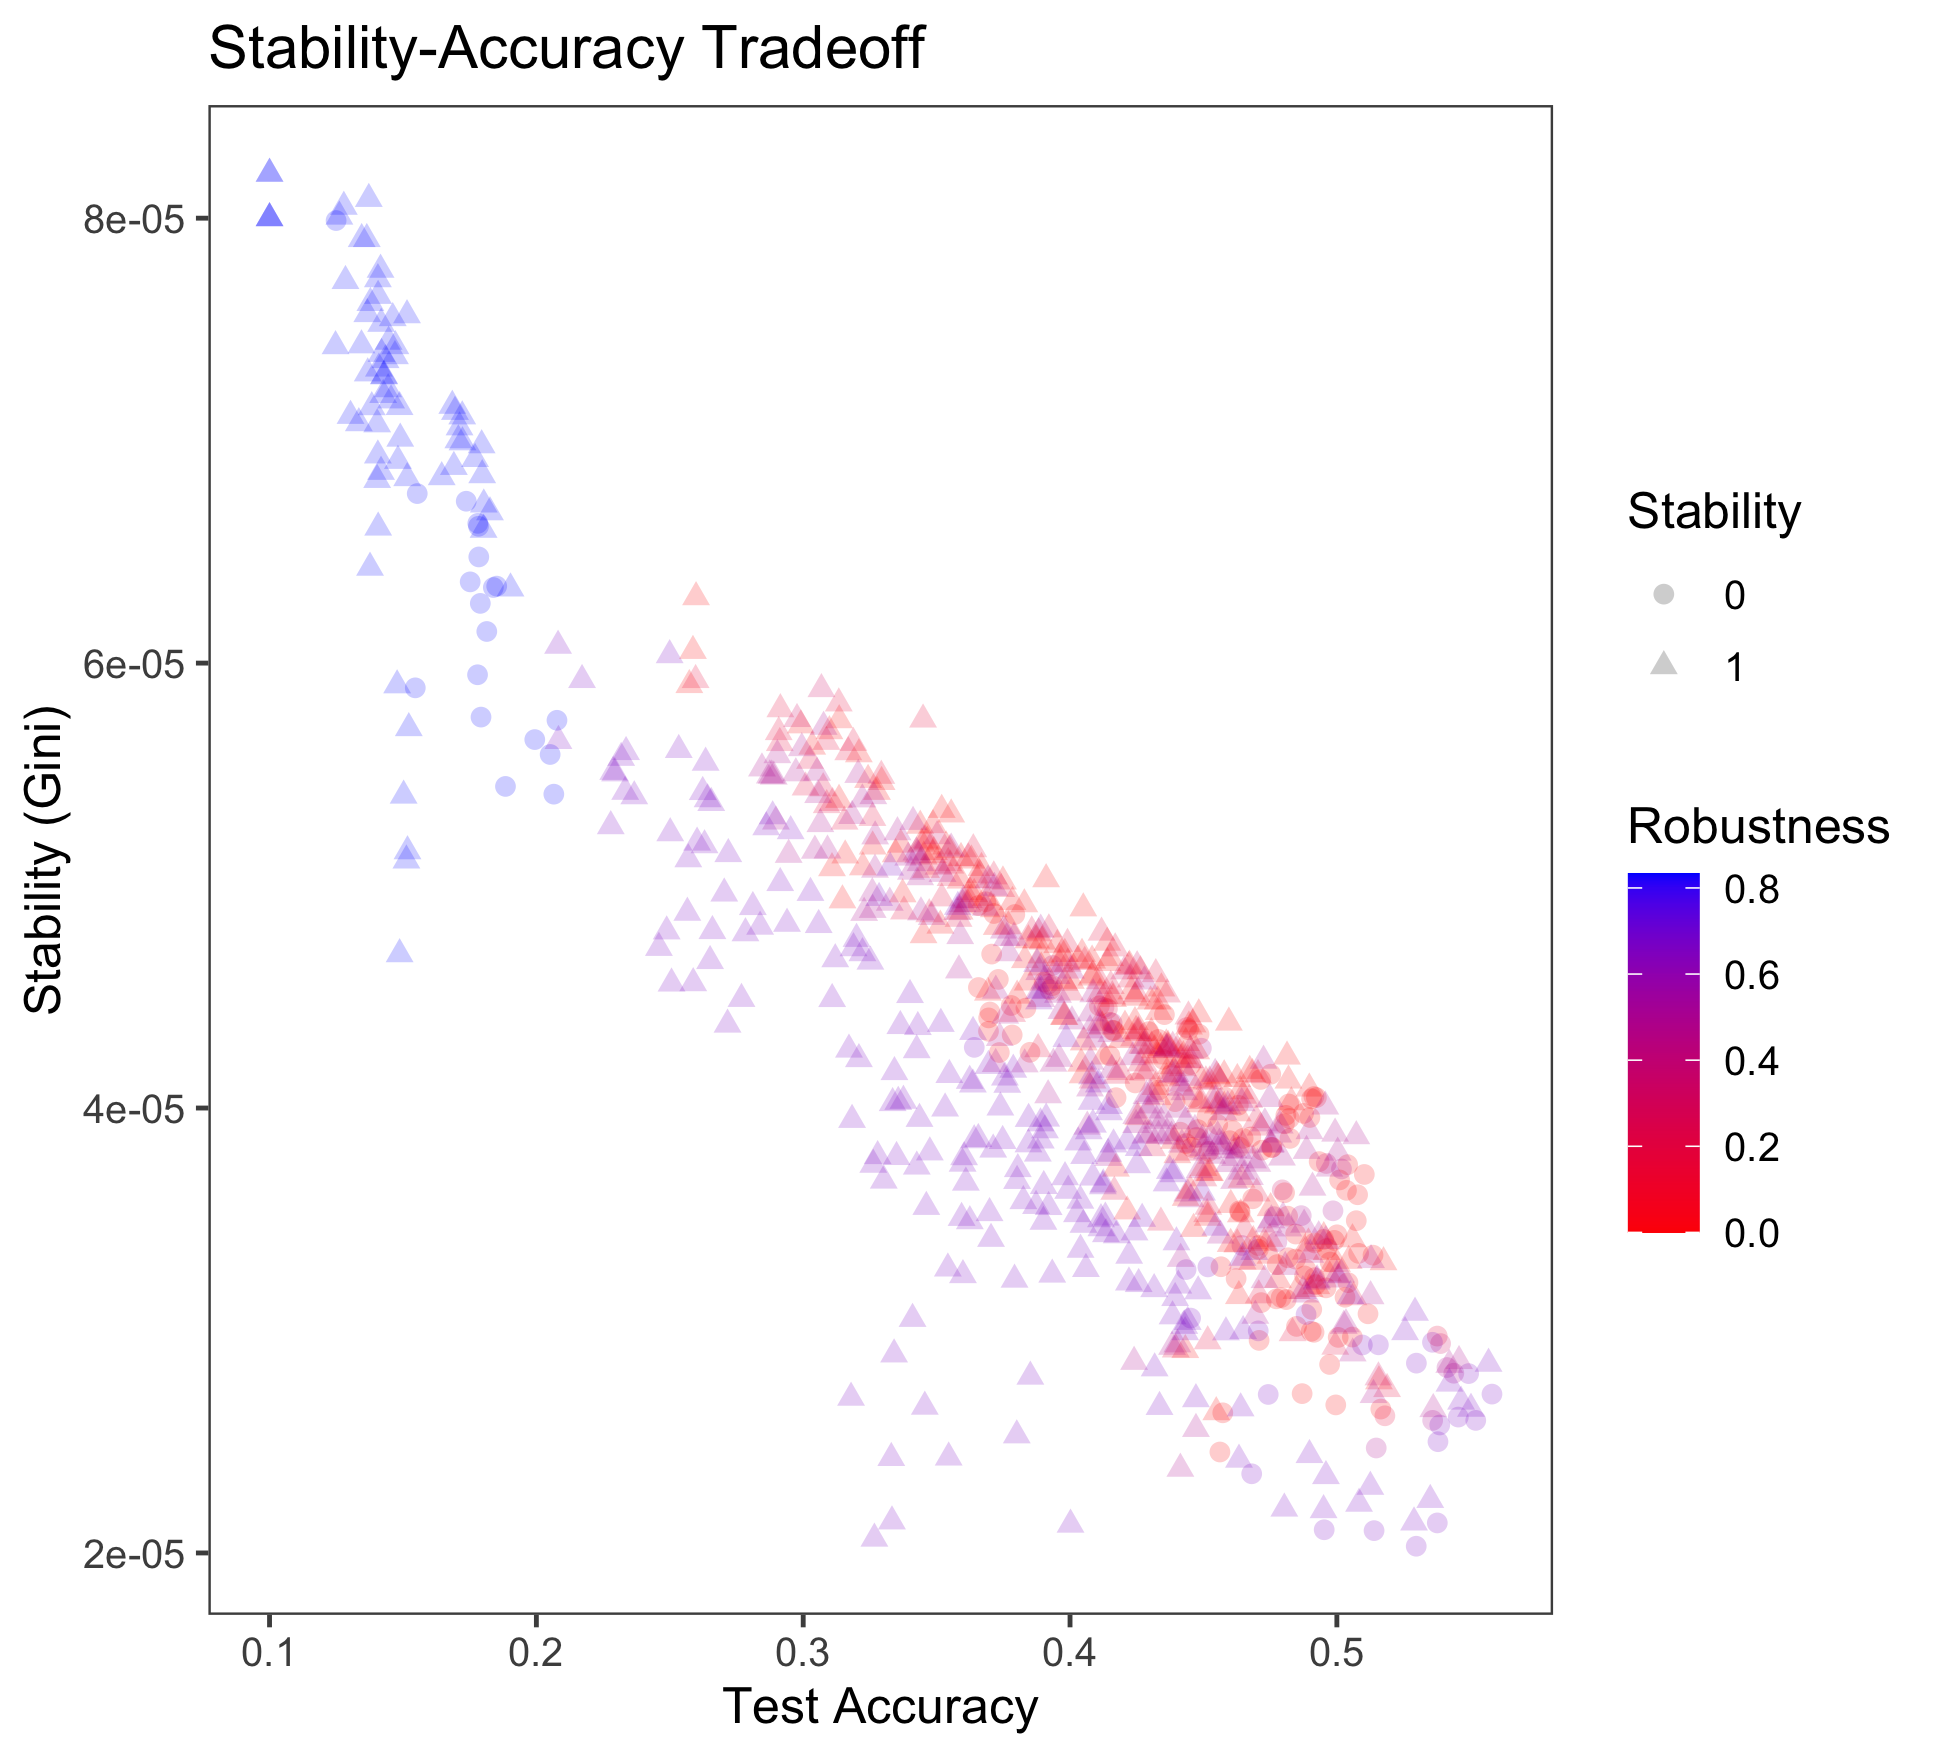 Stability-Accuracy Tradeoff
8e-05
6e-05
4e-05
2e-05
Stability (Gini)
0.1
0.2
0.3
0.4
0.5
Test Accuracy
Stability
0
1
Robustness
0.8
0.6
0.4
0.2
0.0